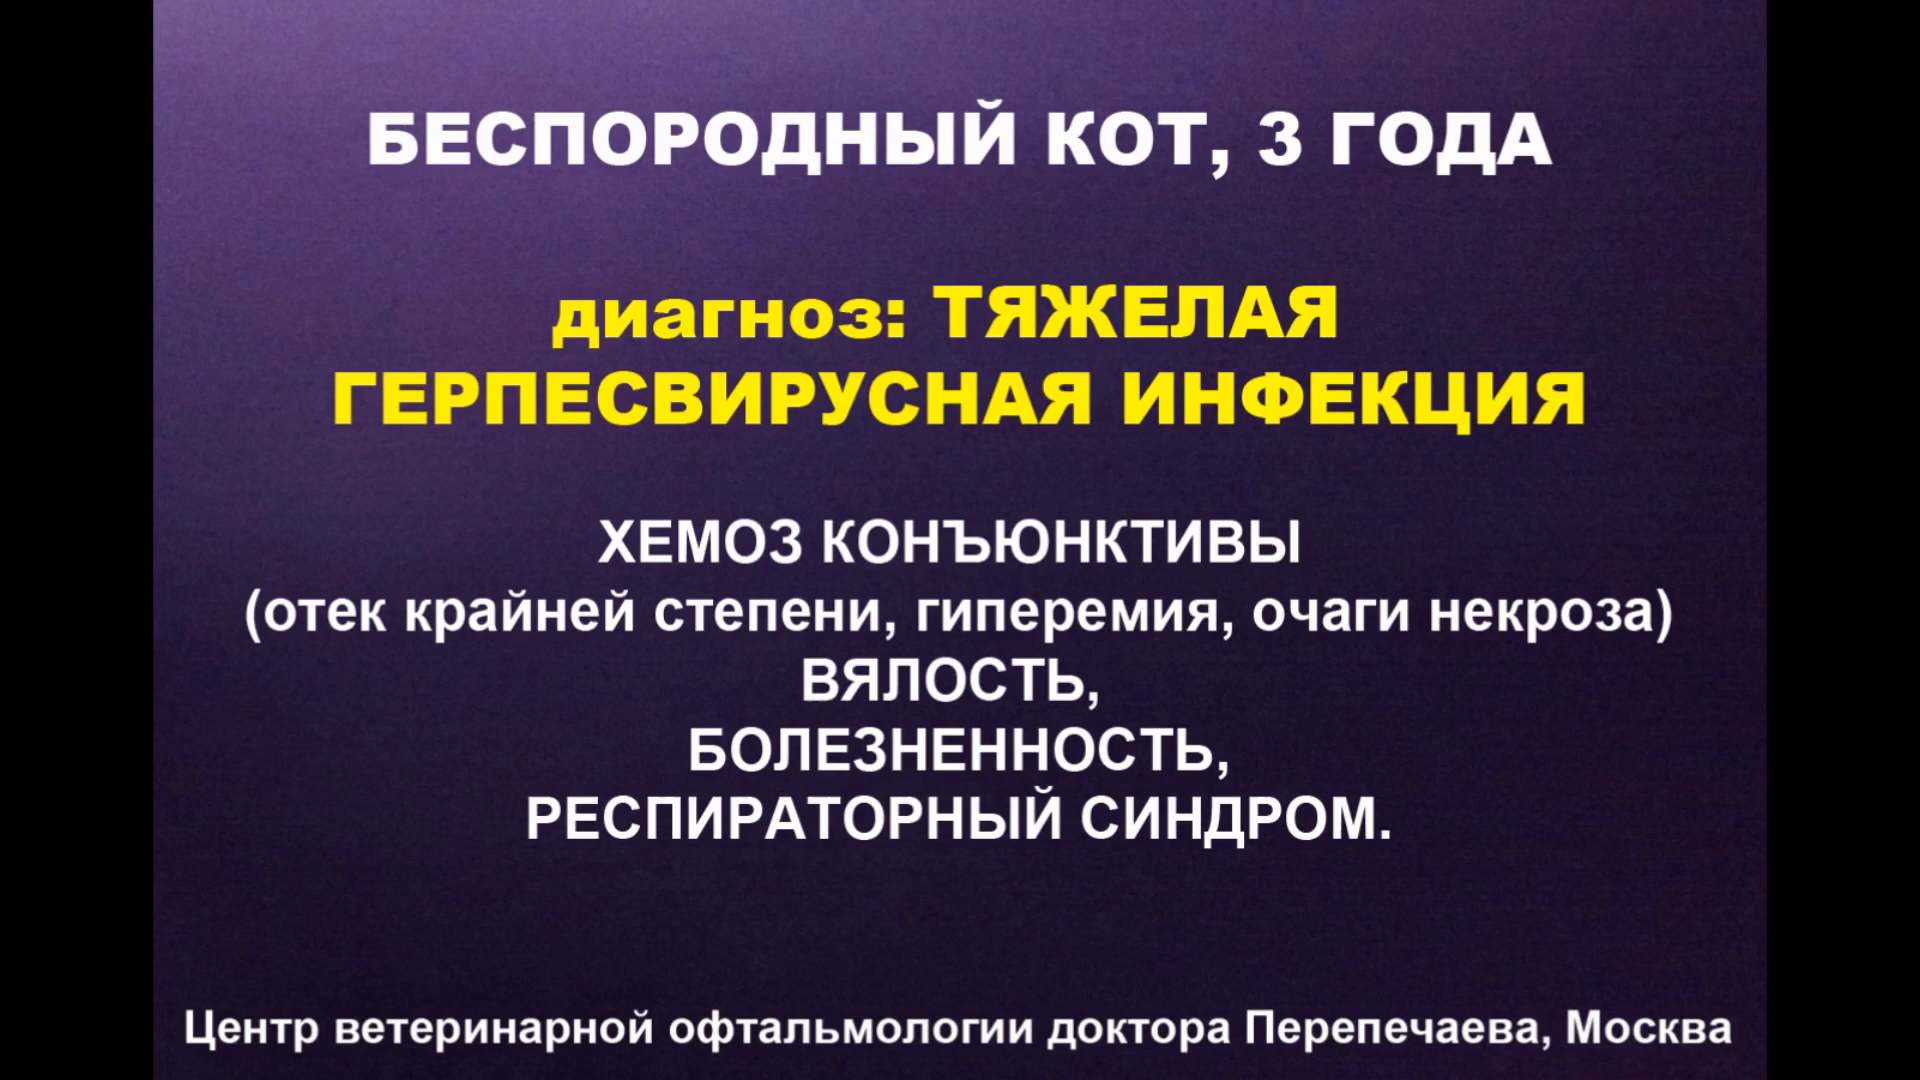 БЕСПОРОДНЫЙ КОТ, 3 ГОДА
диагноз: ТЯЖЕЛАЯ
ГЕРПЕСВИРУСНАЯ ИНФЕКЦИЯ
ХЕМОЗ КОНЪЮНКТИВЫ
(отек крайней степени, гиперемия, очаги некроза)
ВЯЛОСТЬ,
БОЛЕЗНЕННОСТЬ,
РЕСПИРАТОРНЫЙ СИНДРОМ.
Центр ветеринарной офтальмологии доктора Перепечаева, Москва